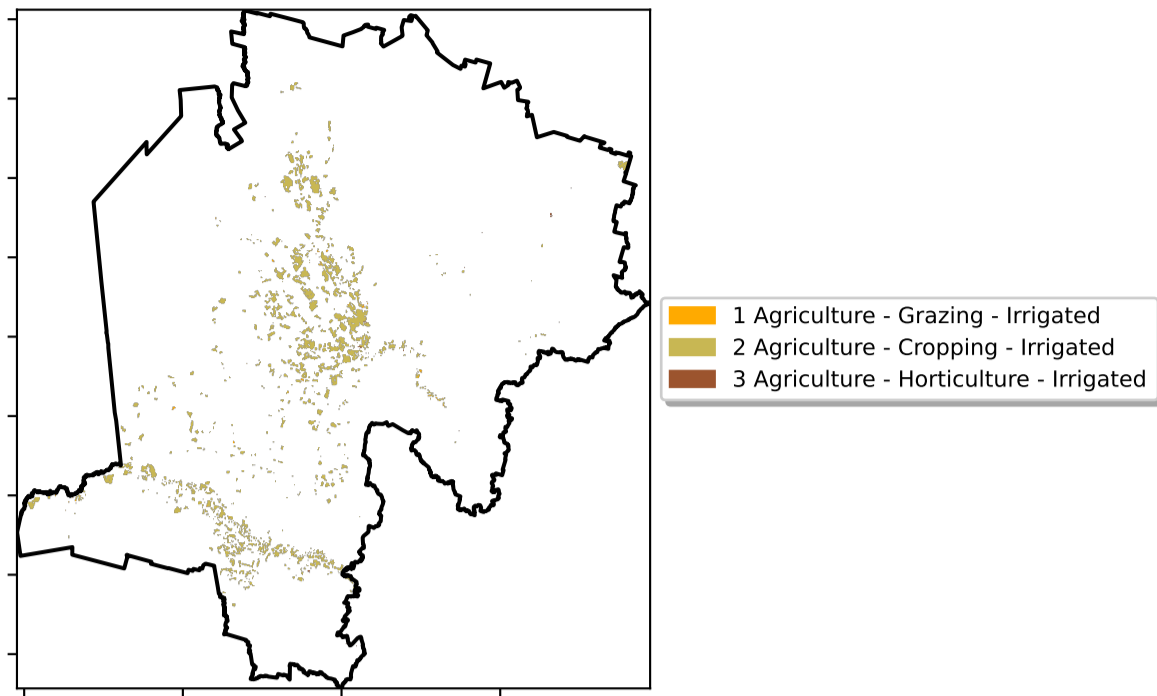 1 Agriculture - Grazing - Irrigated
2 Agriculture - Cropping - Irrigated
3 Agriculture - Horticulture - Irrigated